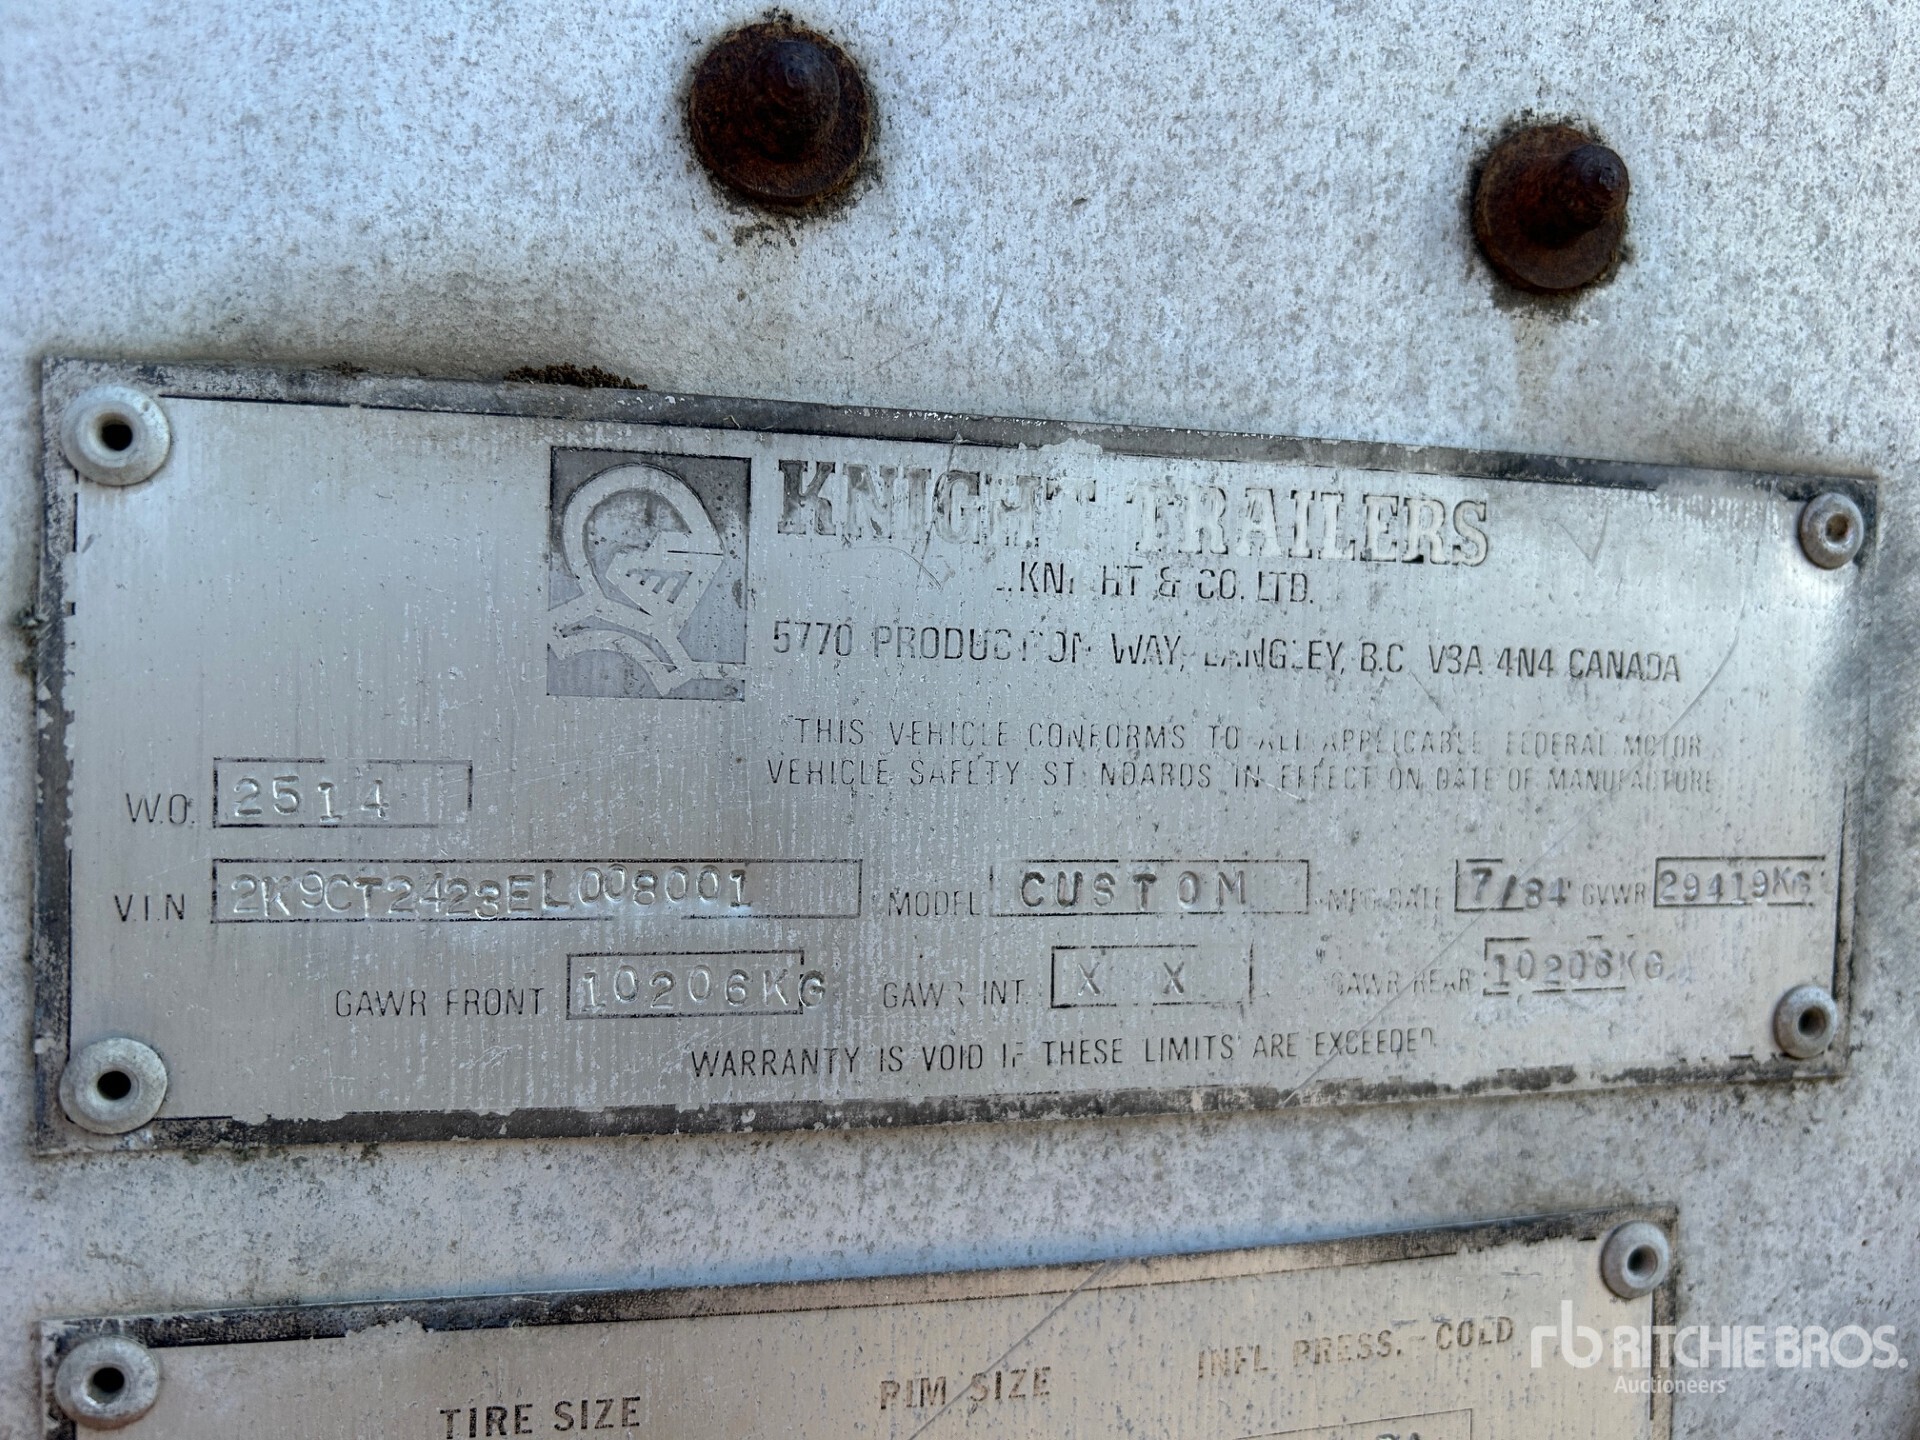 KNIGHT TRAILERS
KNIGHT & CO. LTD.
5770 PRODUCTION WAY, LANGLEY, B.C. V3A 4N4 CANADA
THIS VEHICLE CONFORMS TO ALL APPLICABLE FEDERAL MOTOR
VEHICLE SAFETY STANDARDS IN EFFECT ON DATE OF MANUFACTURE
W.O. 2514
V.I.N 2K9CT2423EL008001 MODEL CUSTOM MFG DATE 7/84 GVWR 29419KG
GAWR FRONT 10206KG GAWR INT. X X GAWR REAR 10206KG
WARRANTY IS VOID IF THESE LIMITS ARE EXCEEDED
TIRE SIZE RIM SIZE INFL. PRESS. - COLD
rb RITCHIE BROS.
Auctioneers